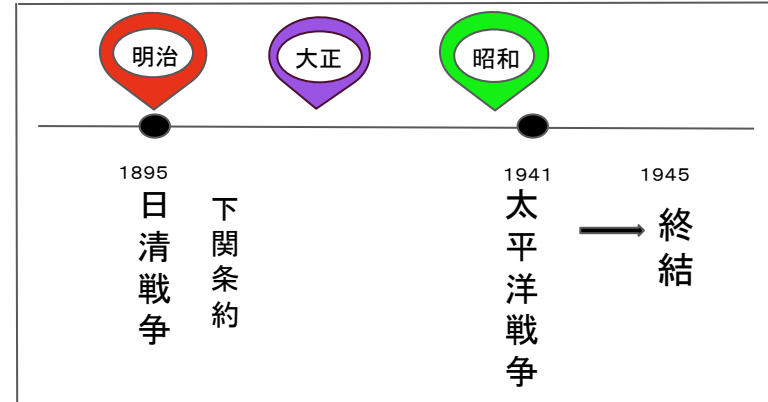 明治
大正
昭和
1895
1941
1945
日清戦争
下関条約
太平洋戦争
終結